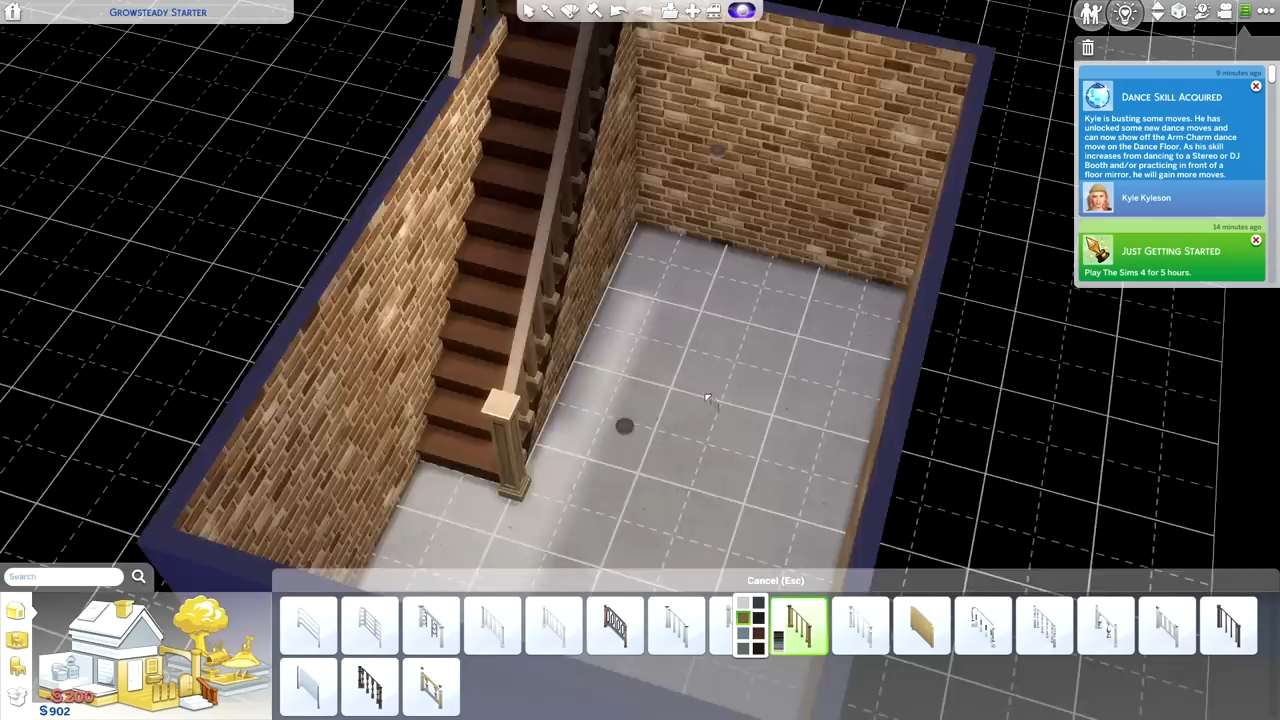 Growsteady Starter
9 minutes ago
Dance Skill Acquired
Kyle is busting some moves. He has
unlocked some new dance moves and
can now show off the Arm-Charm dance
move on the Dance Floor. As his skill
increases from dancing to a Stereo or DJ
Booth and/or practicing in front of a
floor mirror, he will gain more moves.
Kyle Kyleson
14 minutes ago
Just Getting Started
Play The Sims 4 for 5 hours.
Search
Cancel (Esc)
§200
§902